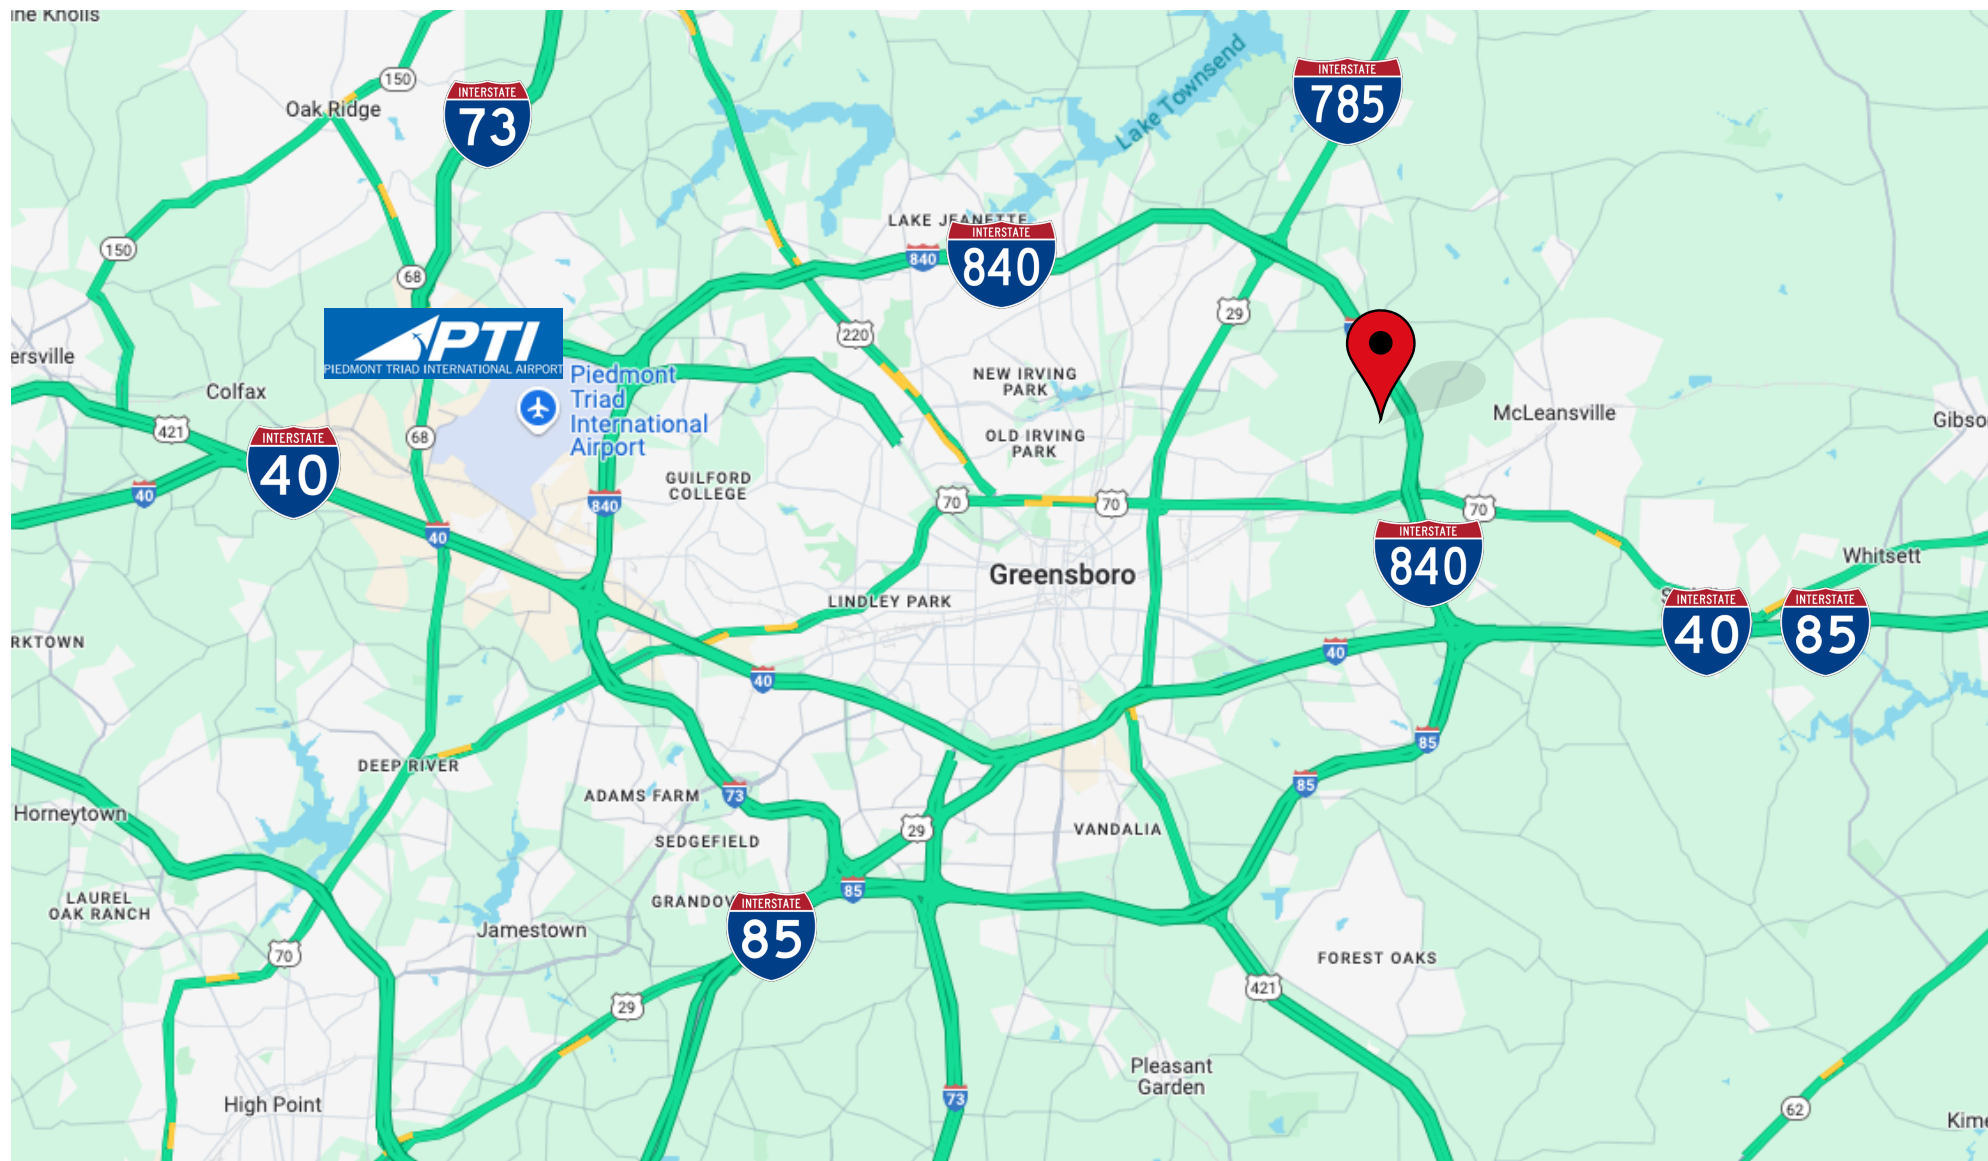 ne Knolls
150
Oak Ridge
INTERSTATE
73
Lake Townsend
INTERSTATE
785
150
68
LAKE JEANETTE
840
INTERSTATE
840
29
220
PTI
PIEDMONT TRIAD INTERNATIONAL AIRPORT
Piedmont
Triad
International
Airport
ersville
Colfax
421
68
INTERSTATE
40
40
NEW IRVING
PARK
McLeansville
Gibso
OLD IRVING
PARK
GUILFORD
COLLEGE
840
70
70
70
40
INTERSTATE
840
Whitsett
Greensboro
LINDLEY PARK
RKTOWN
INTERSTATE
40
INTERSTATE
85
40
40
85
DEEP RIVER
85
ADAMS FARM
73
Horneytown
29
VANDALIA
SEDGEFIELD
85
LAUREL
OAK RANCH
GRANDOV
INTERSTATE
85
Jamestown
70
FOREST OAKS
421
29
Pleasant
Garden
73
High Point
62
Kime